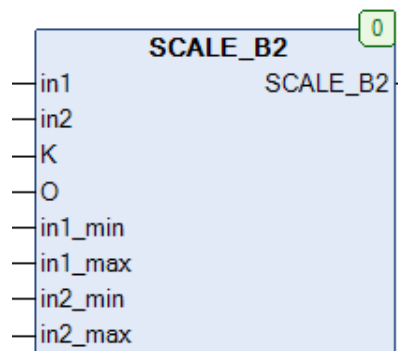 0
SCALE_B2
in1 SCALE_B2
in2
K
O
in1_min
in1_max
in2_min
in2_max